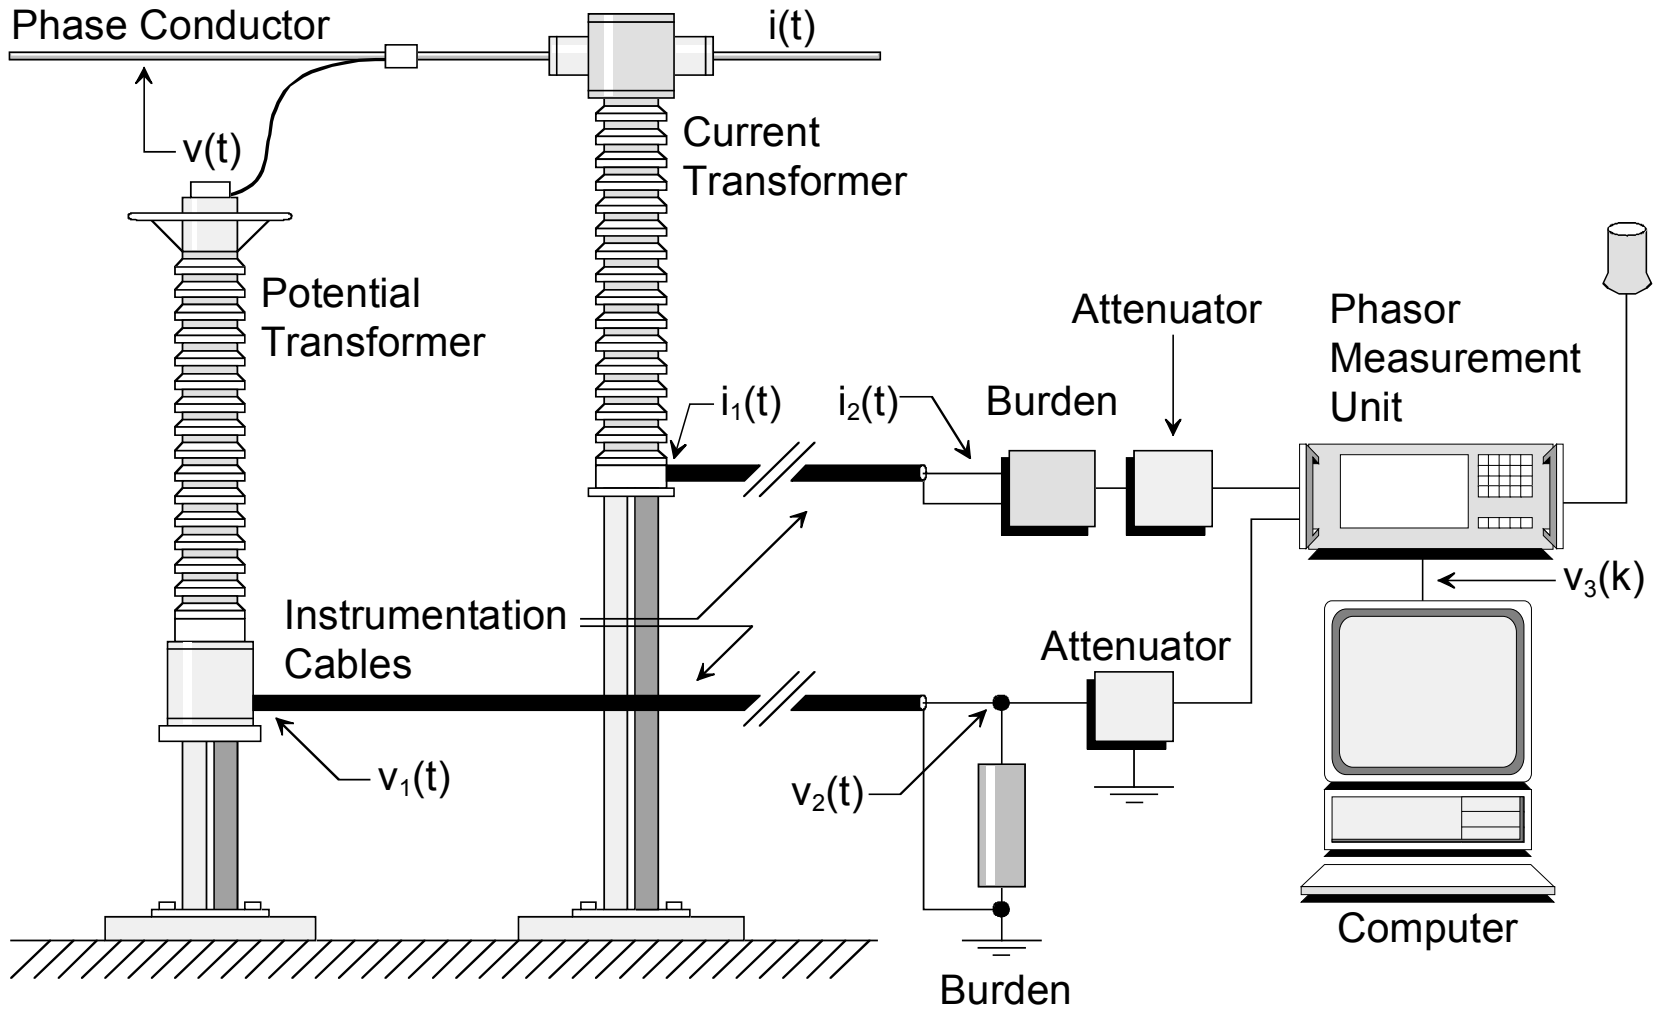 Phase Conductor
i(t)
v(t)
Current
Transformer
Potential
Transformer
Attenuator
Phasor
Measurement
Unit
i₁(t)
i₂(t)
Burden
v₃(k)
Instrumentation
Cables
Attenuator
v₁(t)
v₂(t)
Computer
Burden